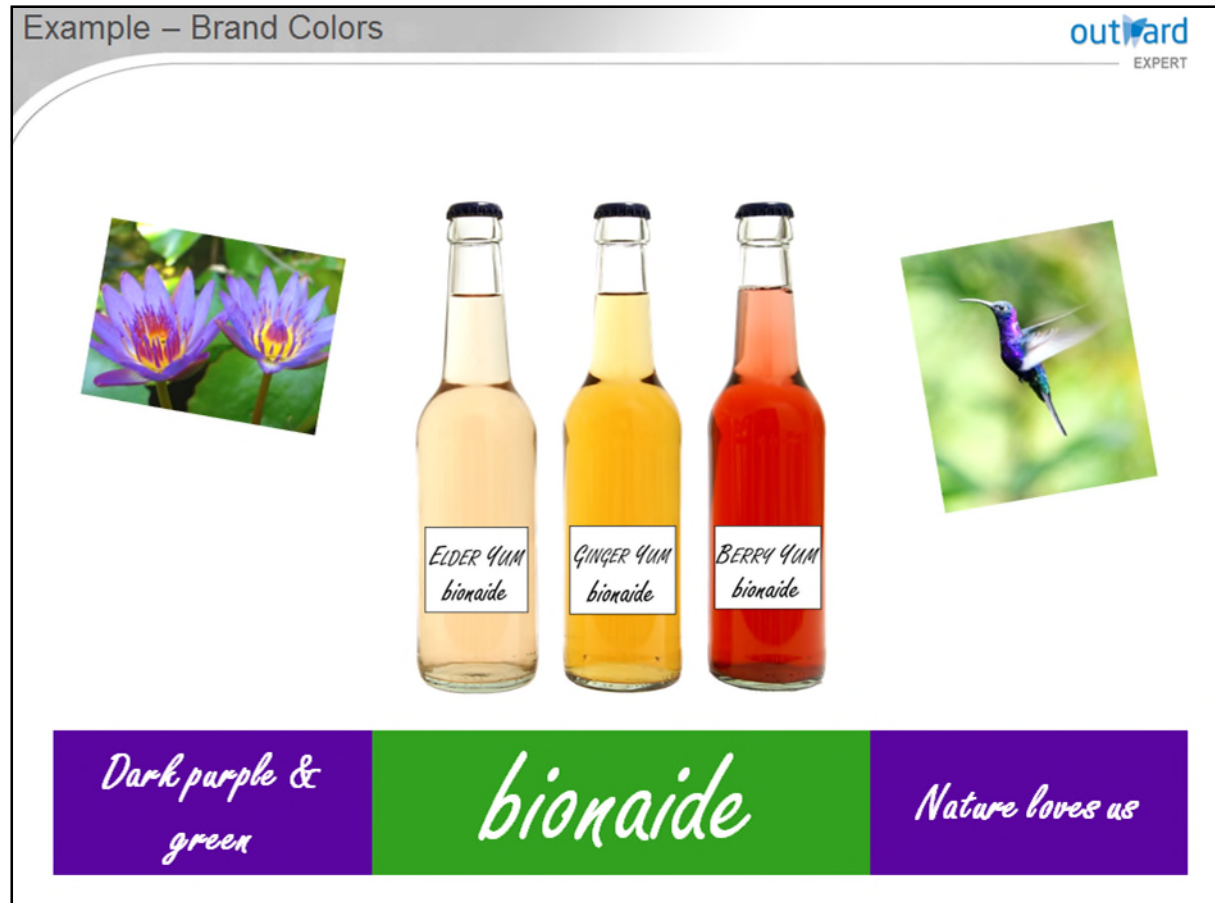 Example – Brand Colors
outward
EXPERT
ELDER YUM
bionaide
GINGER YUM
bionaide
BERRY YUM
bionaide
Dark purple &
green
bionaide
Nature loves us